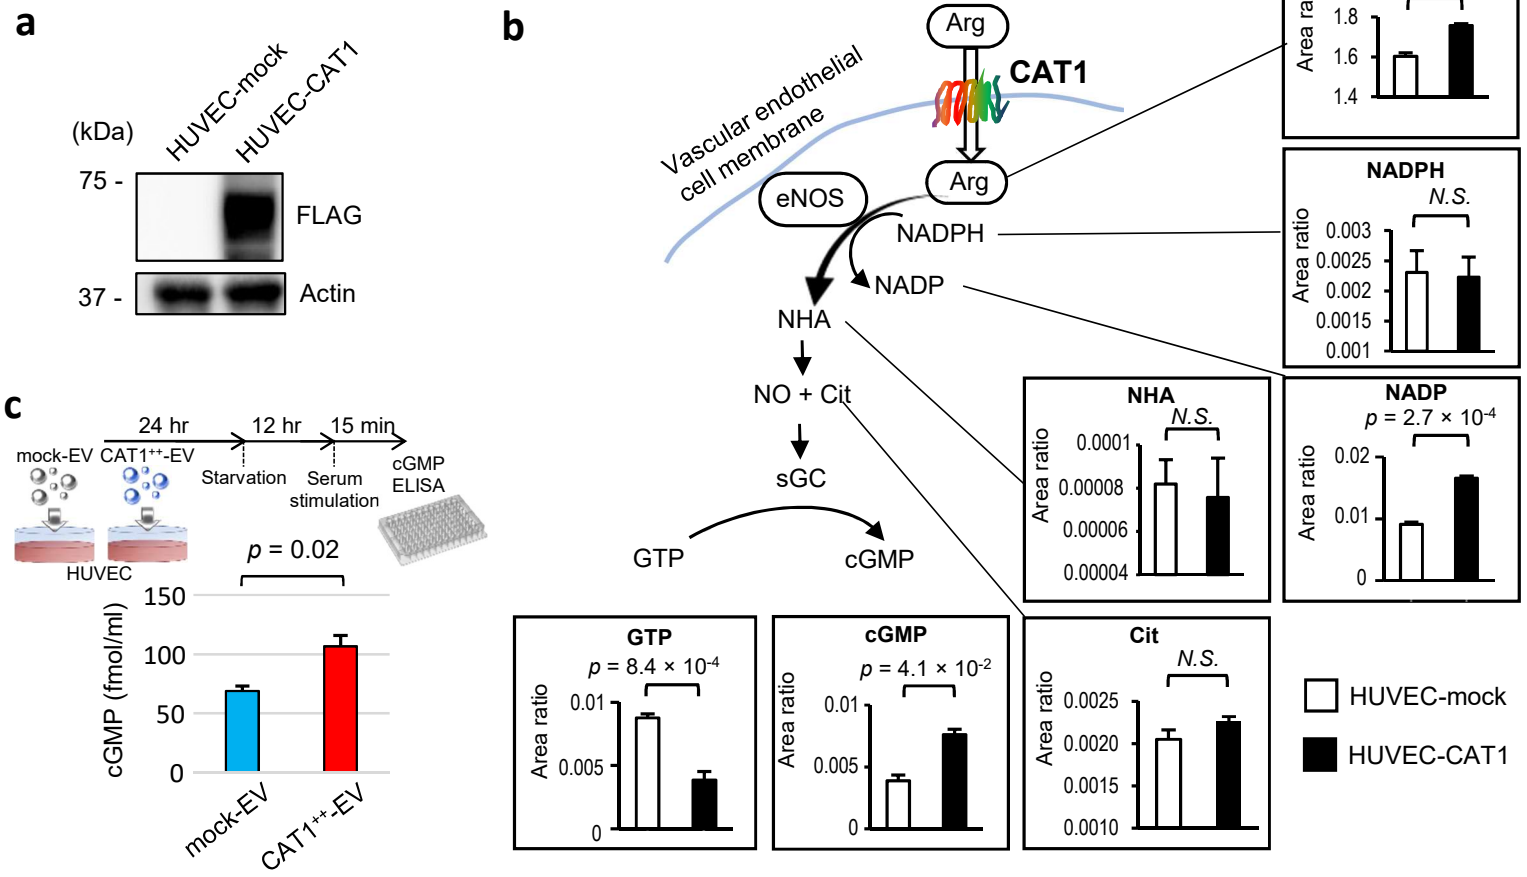 a
(kDa)
HUVEC-mock
HUVEC-CAT1
75 -
FLAG
37 -
Actin
b
Arg
CAT1
Vascular endothelial
cell membrane
Arg
eNOS
NADPH
NADP
NHA
NO + Cit
sGC
GTP
cGMP
Area ra
1.8
1.6
1.4
NADPH
N.S.
Area ratio
0.003
0.0025
0.002
0.0015
0.001
NHA
N.S.
Area ratio
0.0001
0.00008
0.00006
0.00004
NADP
p = 2.7 × 10-4
Area ratio
0.02
0.01
0
GTP
p = 8.4 × 10-4
Area ratio
0.01
0.005
0
cGMP
p = 4.1 × 10-2
Area ratio
0.01
0.005
0
Cit
N.S.
Area ratio
0.0025
0.0020
0.0015
0.0010
HUVEC-mock
HUVEC-CAT1
c
24 hr
12 hr
15 min
mock-EV
CAT1++-EV
Starvation
Serum
stimulation
cGMP
ELISA
HUVEC
p = 0.02
cGMP (fmol/ml)
150
100
50
0
mock-EV
CAT1++-EV